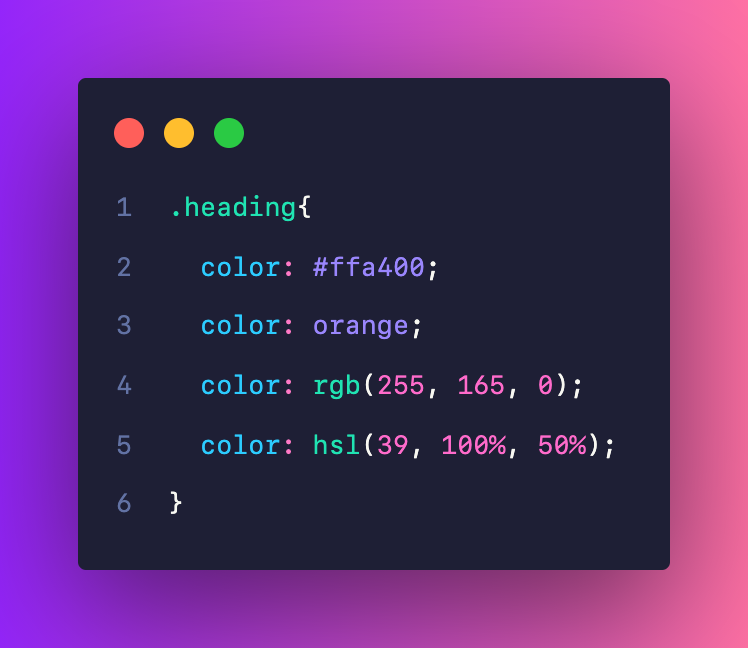 1 .heading{
2 color: #ffa400;
3 color: orange;
4 color: rgb(255, 165, 0);
5 color: hsl(39, 100%, 50%);
6 }